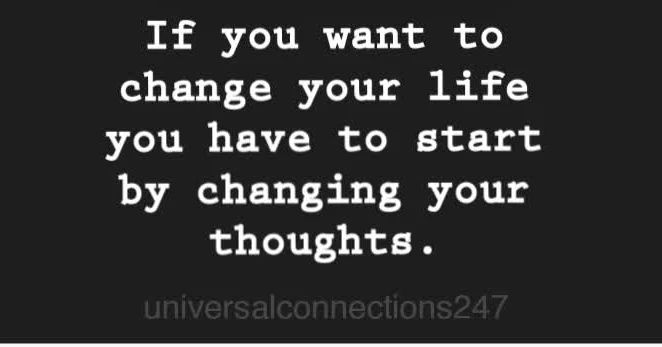 If you want to
change your life
you have to start
by changing your
thoughts.
universalconnections247